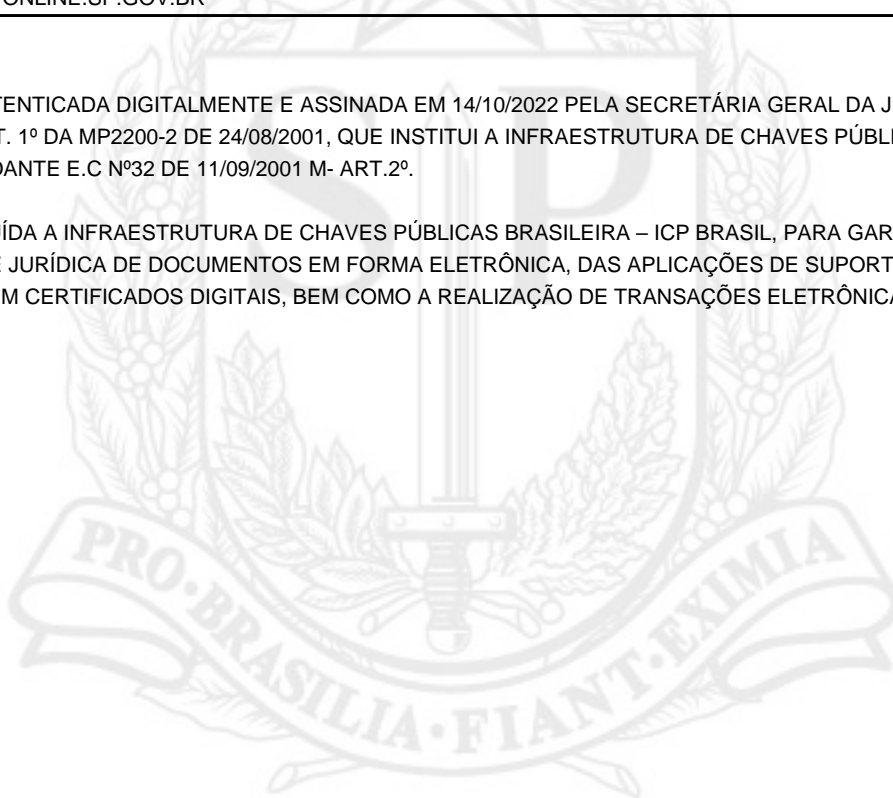 ONLINE.SP.GOV.BR
TENTICADA DIGITALMENTE E ASSINADA EM 14/10/2022 PELA SECRETÁRIA GERAL DA J
T. 1º DA MP2200-2 DE 24/08/2001, QUE INSTITUI A INFRAESTRUTURA DE CHAVES PÚBL
DANTE E.C Nº32 DE 11/09/2001 M- ART.2º.
ÍDA A INFRAESTRUTURA DE CHAVES PÚBLICAS BRASILEIRA – ICP BRASIL, PARA GAR
E JURÍDICA DE DOCUMENTOS EM FORMA ELETRÔNICA, DAS APLICAÇÕES DE SUPORT
M CERTIFICADOS DIGITAIS, BEM COMO A REALIZAÇÃO DE TRANSAÇÕES ELETRÔNICA
SP
PRO·BRASILIA·FIANT·EXIMIA